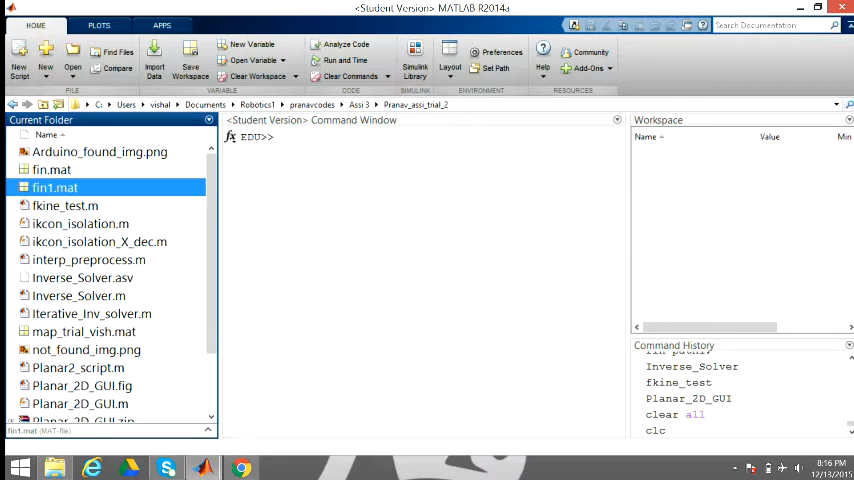 <Student Version> MATLAB R2014a
HOME
PLOTS
APPS
Search Documentation
New Script
New
Open
Find Files
Compare
FILE
Import Data
Save Workspace
New Variable
Open Variable
Clear Workspace
VARIABLE
Analyze Code
Run and Time
Clear Commands
CODE
Simulink Library
SIMULINK
Layout
Preferences
Set Path
ENVIRONMENT
Help
Community
Add-Ons
RESOURCES
C: Users vishal Documents Robotics1 pranavcodes Assi 3 Pranav_assi_trial_2
Current Folder
Name
Arduino_found_img.png
fin.mat
fin1.mat
fkine_test.m
ikcon_isolation.m
ikcon_isolation_X_dec.m
interp_preprocess.m
Inverse_Solver.asv
Inverse_Solver.m
Iterative_Inv_solver.m
map_trial_vish.mat
not_found_img.png
Planar2_script.m
Planar_2D_GUI.fig
Planar_2D_GUI.m
Planar_2D_GUI.zip
fin1.mat (MAT-file)
<Student Version> Command Window
fx EDU>>
Workspace
Name Value Min
Command History
Inverse_Solver
fkine_test
Planar_2D_GUI
clear all
clc
8:16 PM
12/13/2015